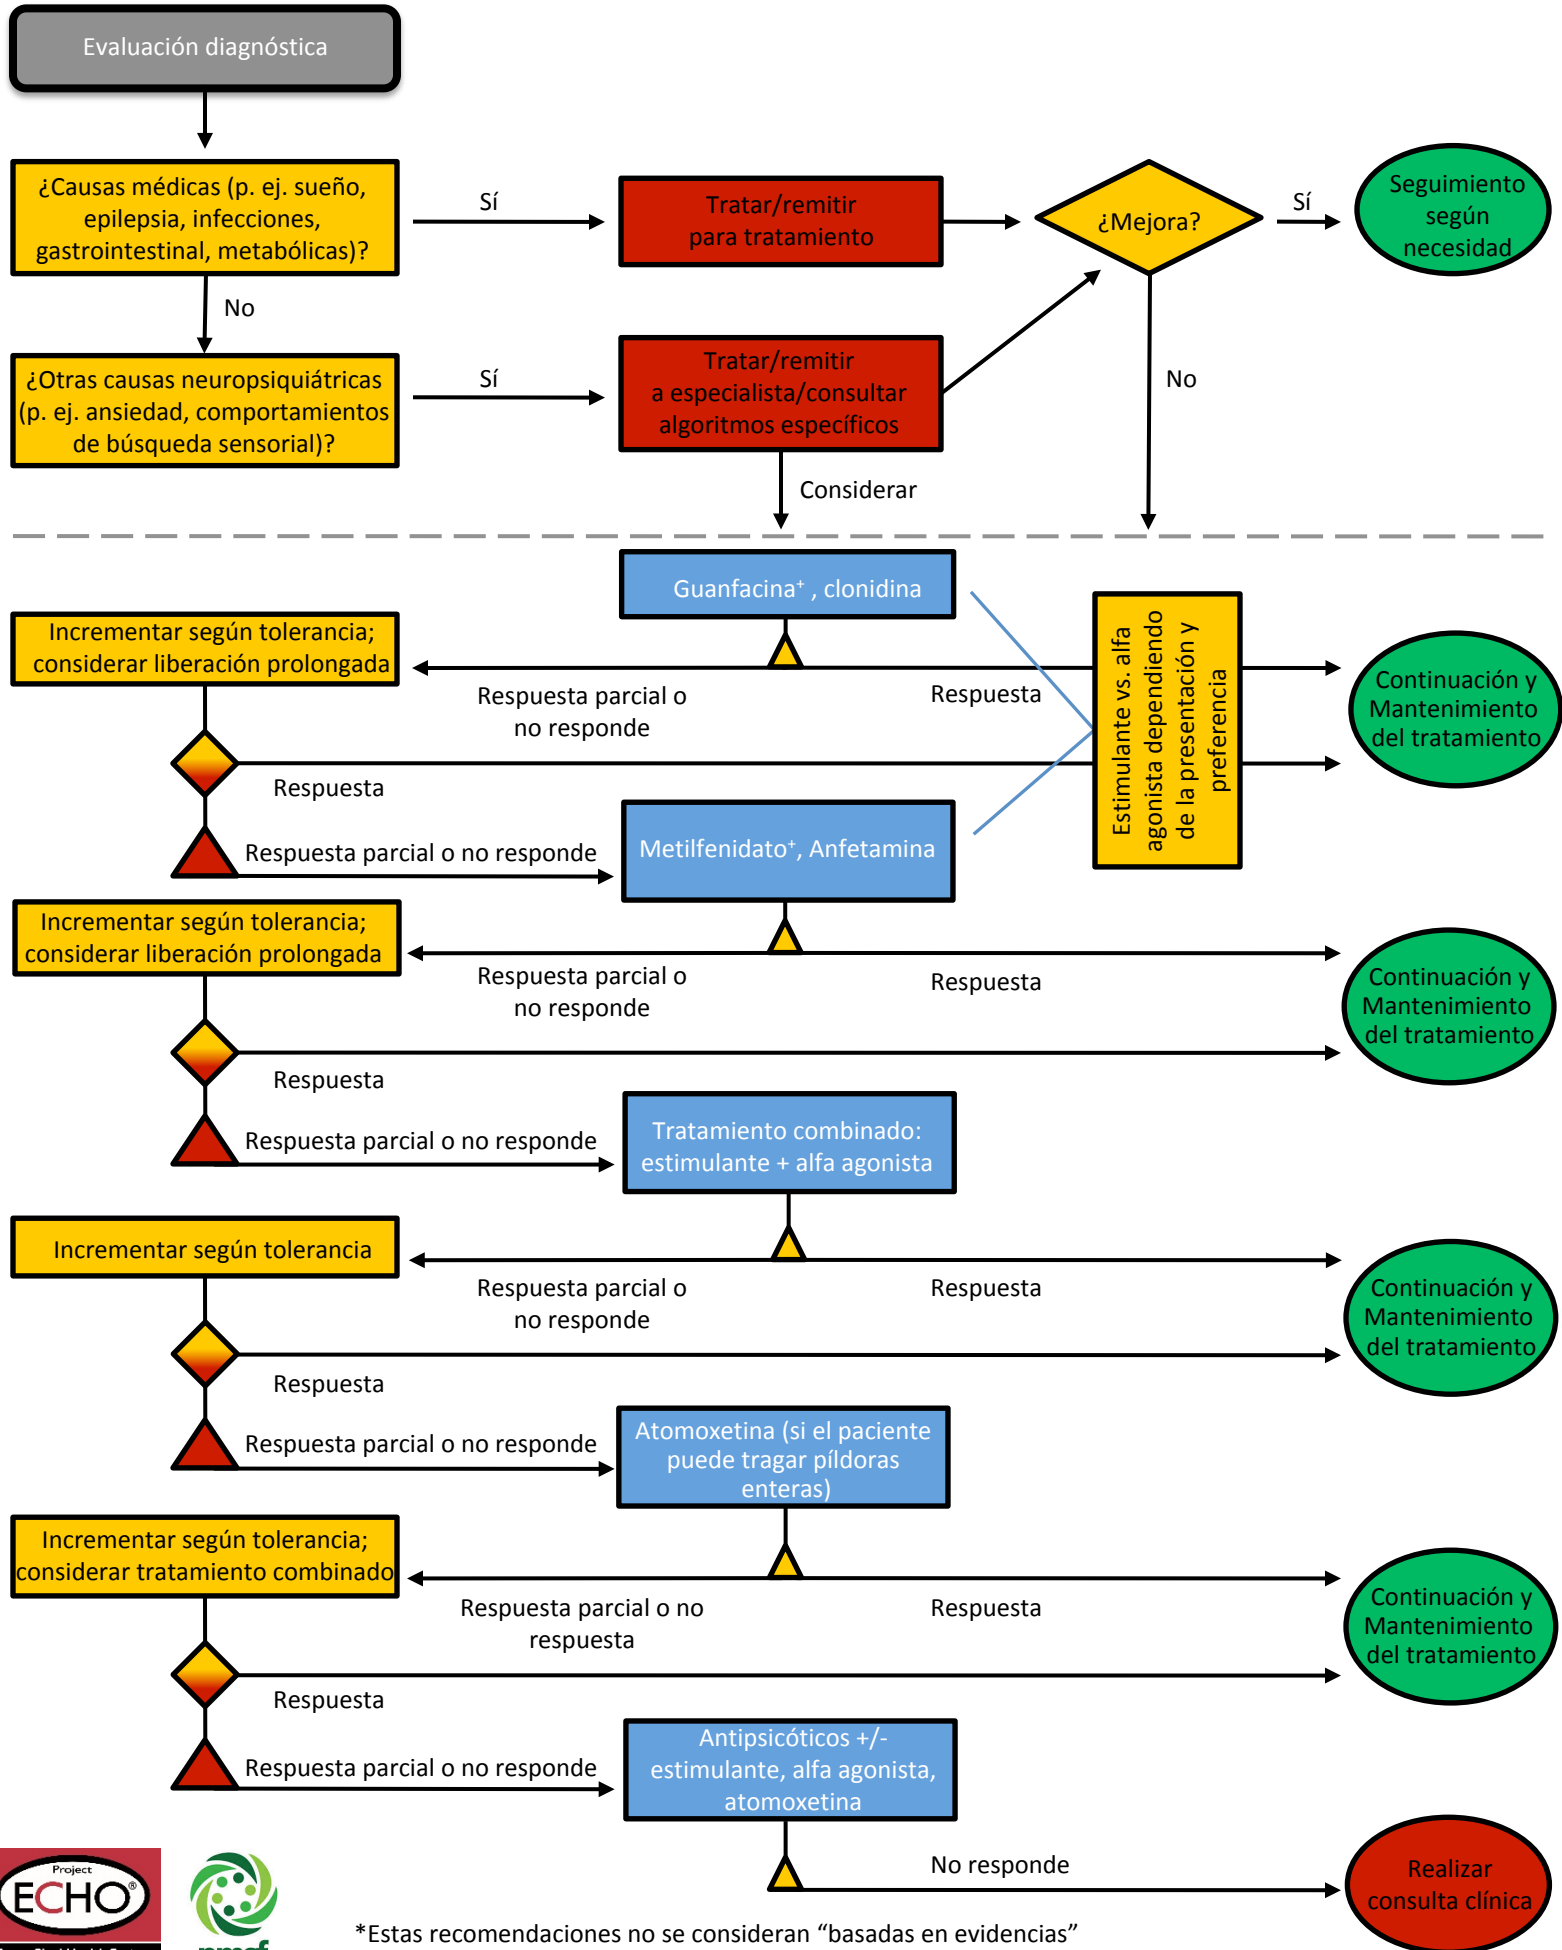 Evaluación diagnóstica
¿Causas médicas (p. ej. sueño,
epilepsia, infecciones,
gastrointestinal, metabólicas)?
Sí
Tratar/remitir
para tratamiento
¿Mejora?
Sí
Seguimiento
según
necesidad
No
¿Otras causas neuropsiquiátricas
(p. ej. ansiedad, comportamientos
de búsqueda sensorial)?
Sí
Tratar/remitir
a especialista/consultar
algoritmos específicos
No
Considerar
Guanfacina⁺ , clonidina
Incrementar según tolerancia;
considerar liberación prolongada
Respuesta parcial o
no responde
Respuesta
Estimulante vs. alfa
agonista dependiendo
de la presentación y
preferencia
Continuación y
Mantenimiento
del tratamiento
Respuesta
Respuesta parcial o no responde
Metilfenidato⁺, Anfetamina
Incrementar según tolerancia;
considerar liberación prolongada
Respuesta parcial o
no responde
Respuesta
Continuación y
Mantenimiento
del tratamiento
Respuesta
Respuesta parcial o no responde
Tratamiento combinado:
estimulante + alfa agonista
Incrementar según tolerancia
Respuesta parcial o
no responde
Respuesta
Continuación y
Mantenimiento
del tratamiento
Respuesta
Respuesta parcial o no responde
Atomoxetina (si el paciente
puede tragar píldoras
enteras)
Incrementar según tolerancia;
considerar tratamiento combinado
Respuesta parcial o no
respuesta
Respuesta
Continuación y
Mantenimiento
del tratamiento
Respuesta
Respuesta parcial o no responde
Antipsicóticos +/-
estimulante, alfa agonista,
atomoxetina
No responde
Realizar
consulta clínica
Project
ECHO®
*Estas recomendaciones no se consideran “basadas en evidencias”